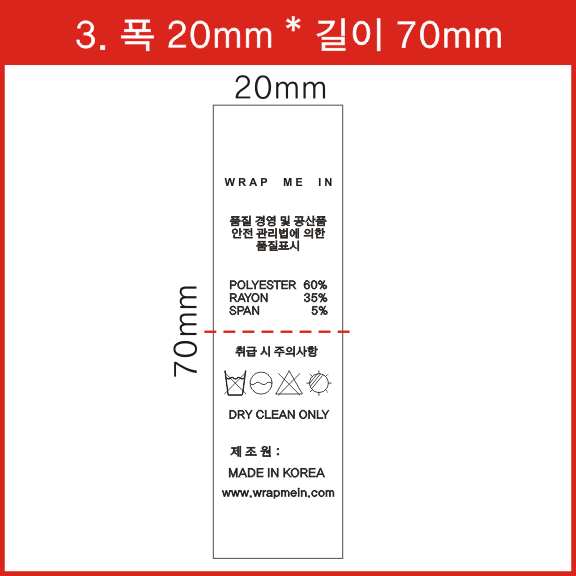 3. 폭 20mm * 길이 70mm
20mm
WRAP ME IN
품질 경영 및 공산품
안전 관리법에 의한
품질표시
POLYESTER 60%
RAYON 35%
SPAN 5%
70mm
취급 시 주의사항
DRY CLEAN ONLY
제 조 원 :
MADE IN KOREA
www.wrapmein.com